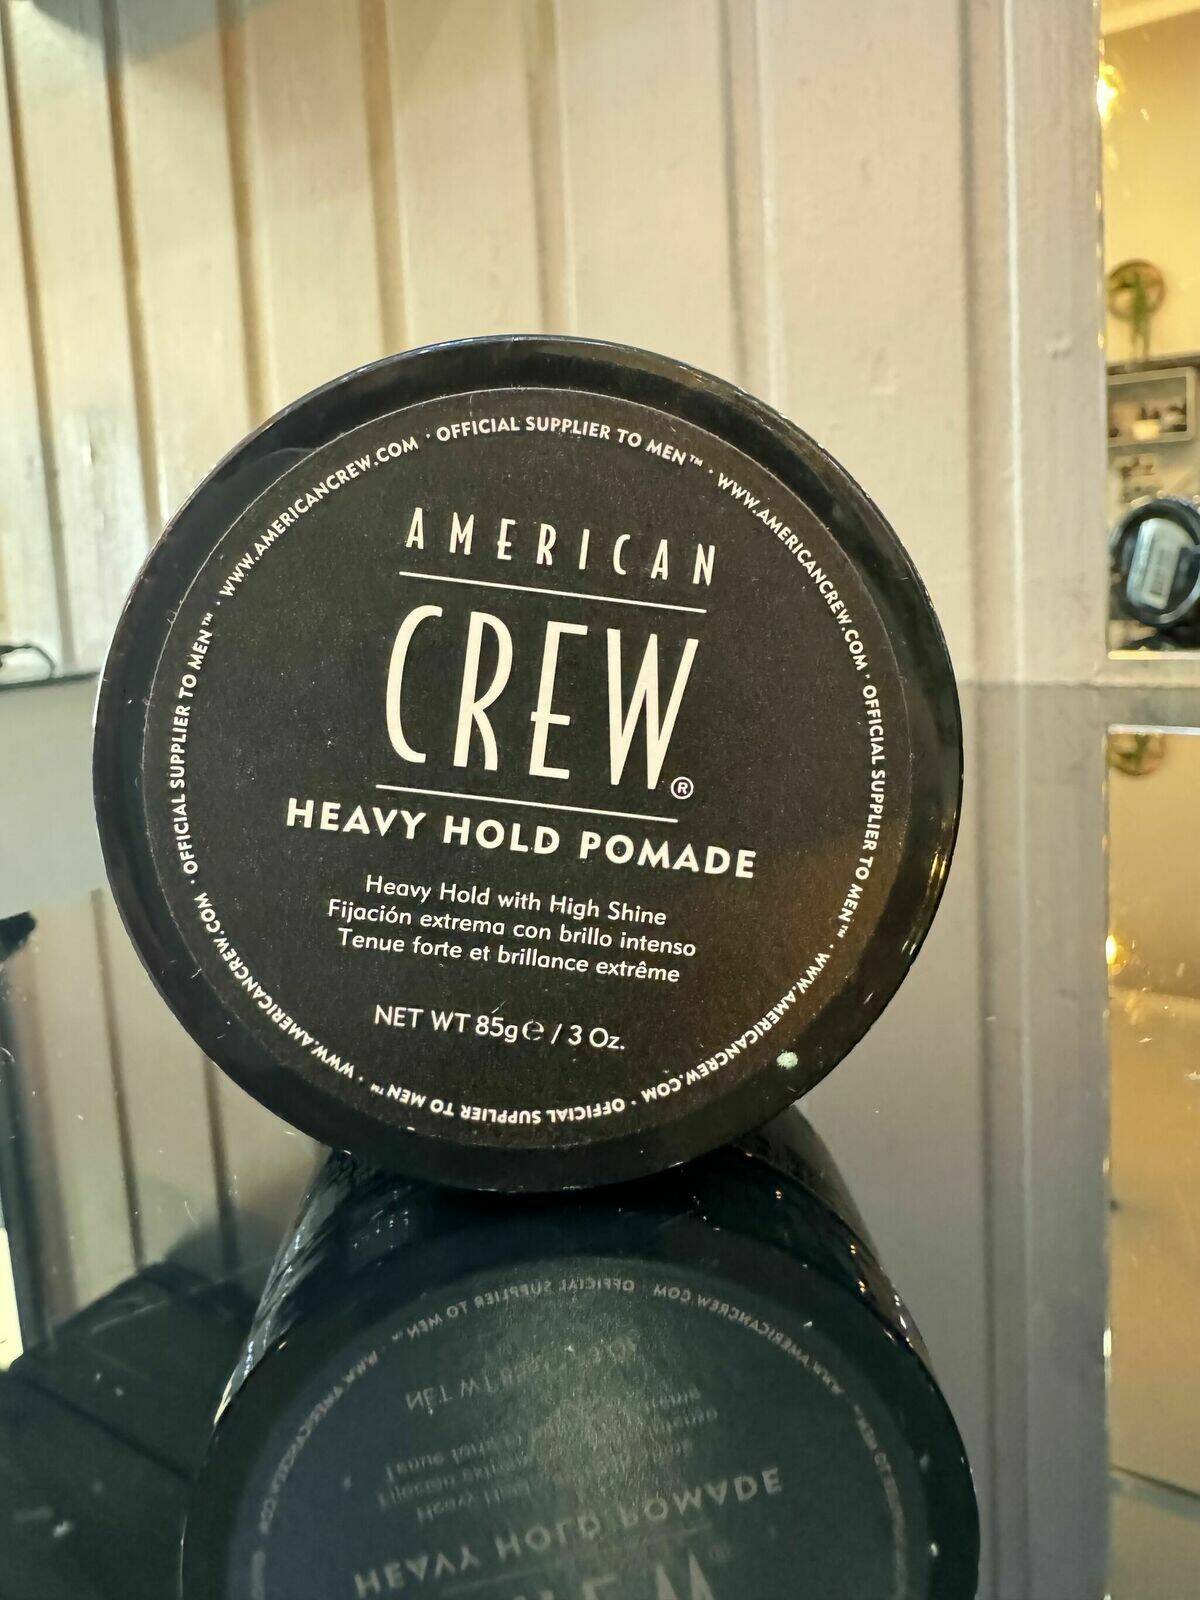 AMERICAN
CREW®
HEAVY HOLD POMADE
Heavy Hold with High Shine
Fijación extrema con brillo intenso
Tenue forte et brillance extrême
NET WT 85g℮ / 3 Oz.
WWW.AMERICANCREW.COM · OFFICIAL SUPPLIER TO MEN™ · WWW.AMERICANCREW.COM · OFFICIAL SUPPLIER TO MEN™ · WWW.AMERICANCREW.COM · OFFICIAL SUPPLIER TO MEN™ · WWW.AMERICANCREW.COM · OFFICIAL SUPPLIER TO MEN™ ·